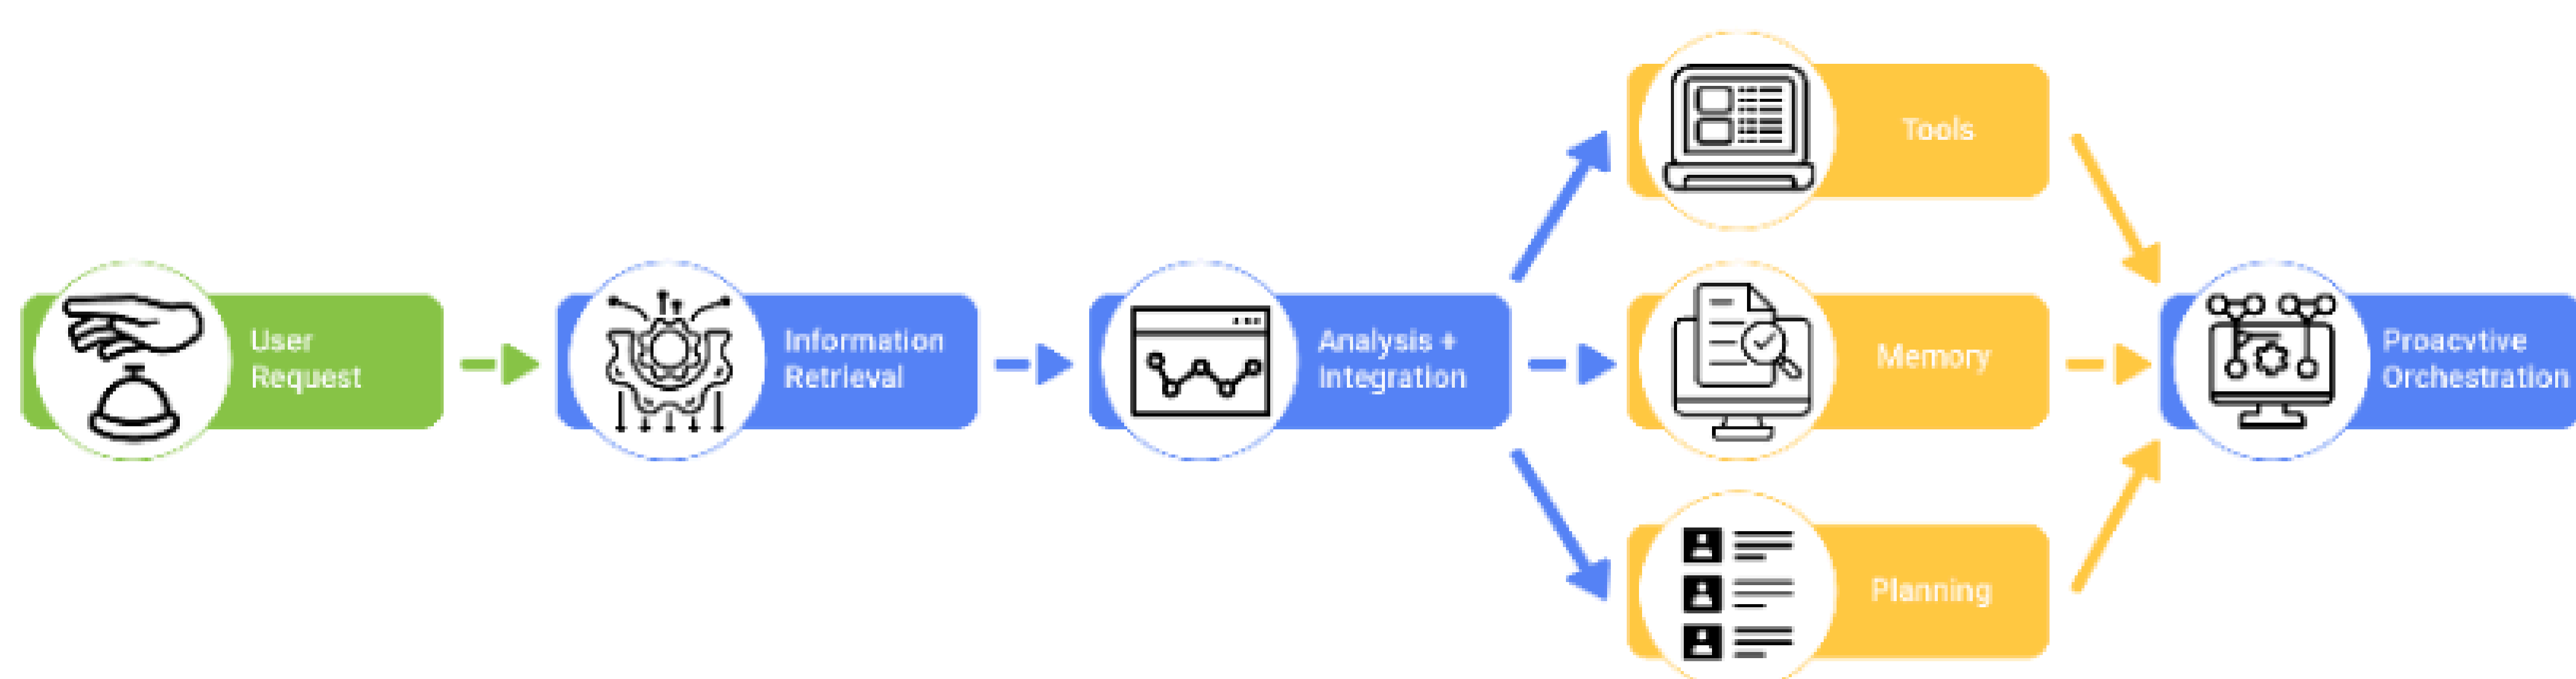 User
Request
Information
Retrieval
Analysis +
Integration
Tools
Memory
Planning
Proacvtive
Orchestration